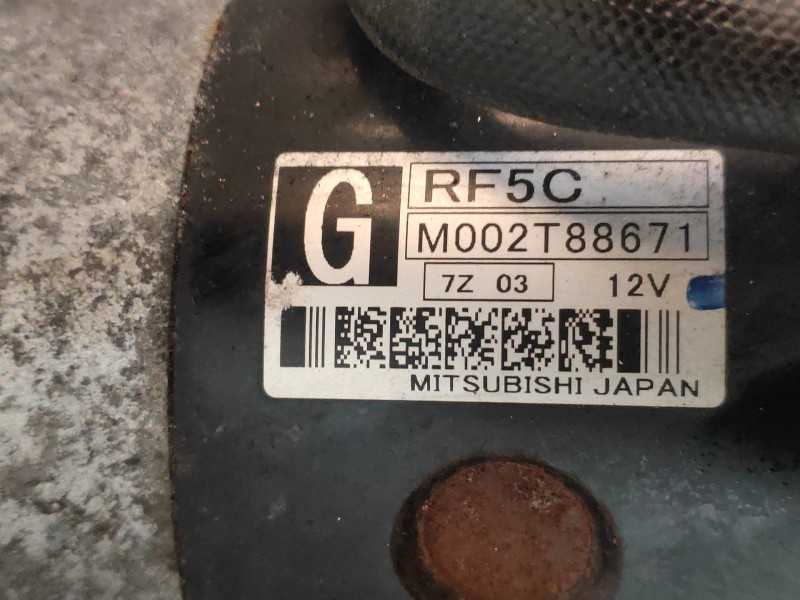 G
RF5C
M002T88671
7Z 03 12V
MITSUBISHI JAPAN